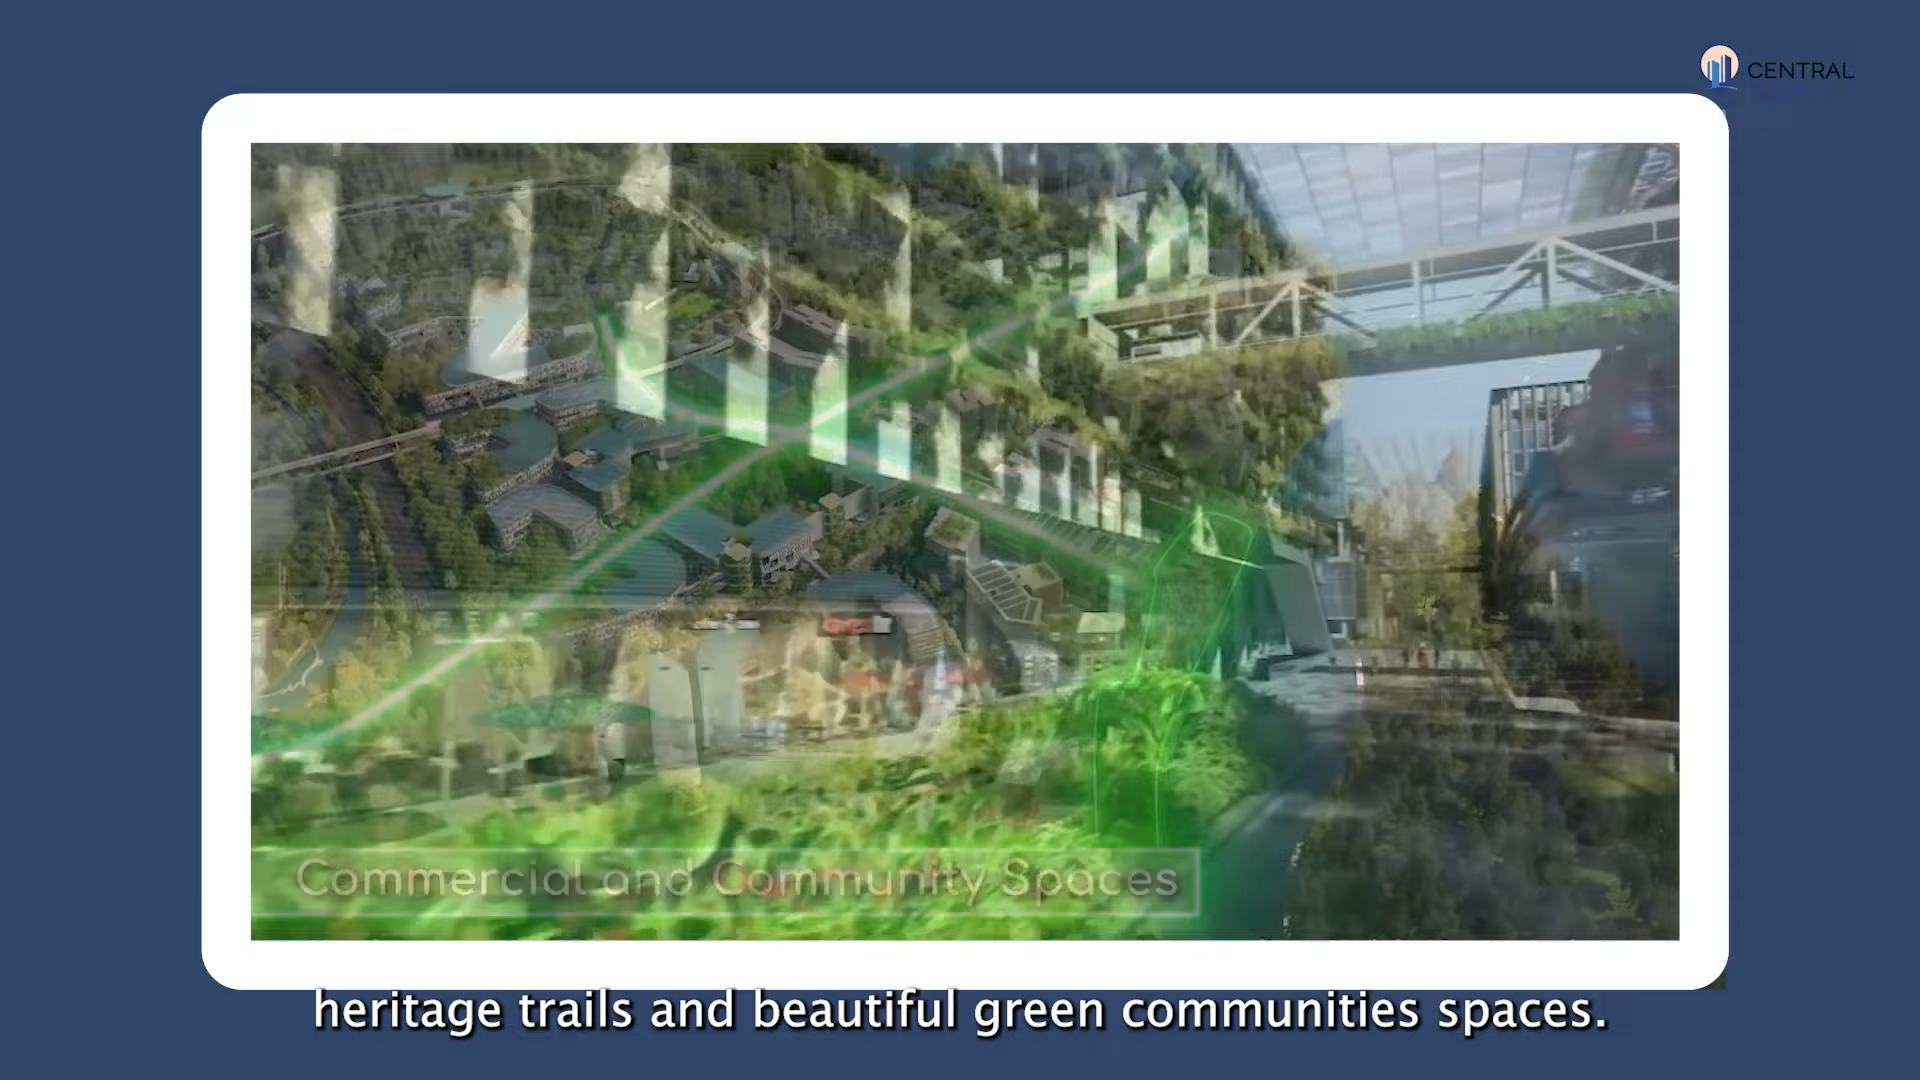 CENTRAL
Commercial and Community Spaces
heritage trails and beautiful green communities spaces.